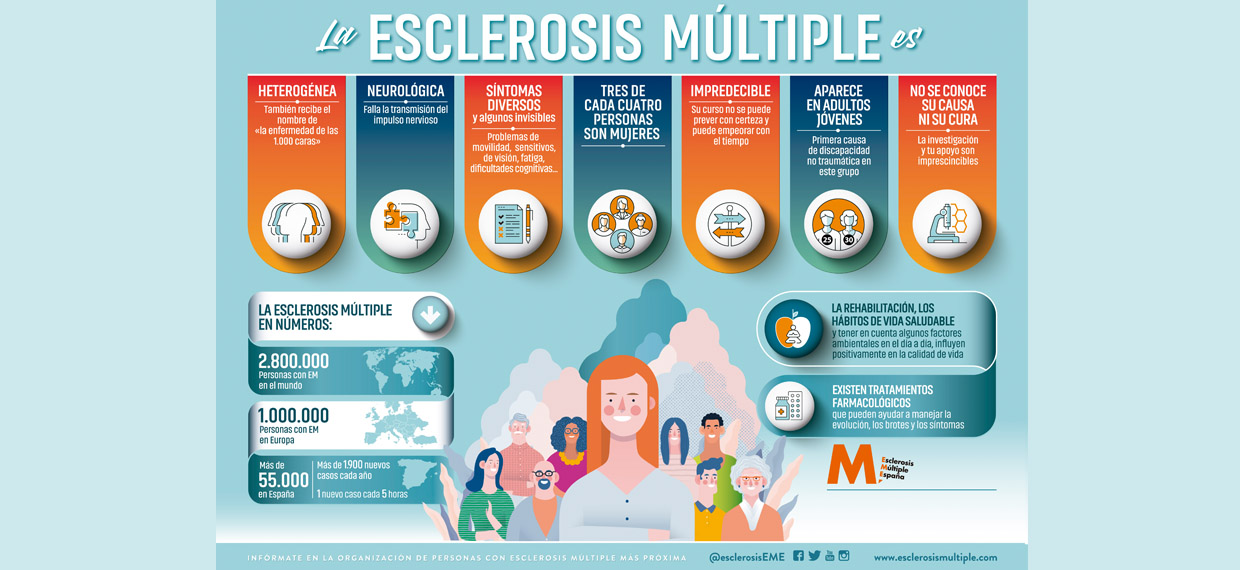 La ESCLEROSIS MÚLTIPLE es
HETEROGÉNEA
También recibe el
nombre de
«la enfermedad de las
1.000 caras»
NEUROLÓGICA
Falla la transmisión del
impulso nervioso
SÍNTOMAS
DIVERSOS
y algunos invisibles
Problemas de
movilidad, sensitivos,
de visión, fatiga,
dificultades cognitivas...
TRES DE
CADA CUATRO
PERSONAS
SON MUJERES
IMPREDECIBLE
Su curso no se puede
prever con certeza y
puede empeorar con
el tiempo
APARECE
EN ADULTOS
JÓVENES
Primera causa
de discapacidad
no traumática en
este grupo
25 30
NO SE CONOCE
SU CAUSA
NI SU CURA
La investigación
y tu apoyo son
imprescincibles
LA ESCLEROSIS MÚLTIPLE
EN NÚMEROS:
2.800.000
Personas con EM
en el mundo
1.000.000
Personas con EM
en Europa
Más de
55.000
en España
Más de 1.900 nuevos
casos cada año
1 nuevo caso cada 5 horas
LA REHABILITACIÓN, LOS
HÁBITOS DE VIDA SALUDABLE
y tener en cuenta algunos factores
ambientales en el día a día, influyen
positivamente en la calidad de vida
EXISTEN TRATAMIENTOS
FARMACOLÓGICOS
que pueden ayudar a manejar la
evolución, los brotes y los síntomas
M
Esclerosis
Múltiple
España
INFÓRMATE EN LA ORGANIZACIÓN DE PERSONAS CON ESCLEROSIS MÚLTIPLE MÁS PRÓXIMA
@esclerosisEME
www.esclerosismultiple.com